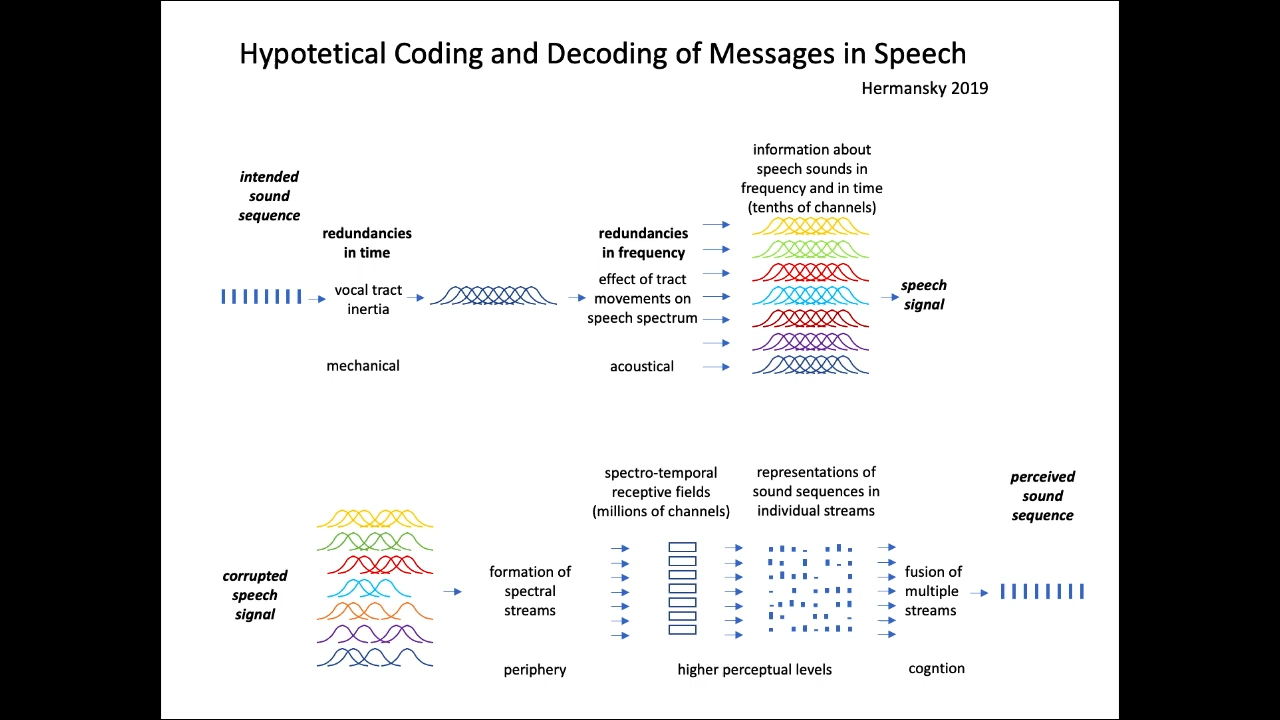 Hypotetical Coding and Decoding of Messages in Speech
Hermansky 2019
intended
sound
sequence
redundancies
in time
vocal tract
inertia
mechanical
redundancies
in frequency
effect of tract
movements on
speech spectrum
acoustical
information about
speech sounds in
frequency and in time
(tenths of channels)
speech
signal
corrupted
speech
signal
formation of
spectral
streams
periphery
spectro-temporal
receptive fields
(millions of channels)
representations of
sound sequences in
individual streams
higher perceptual levels
fusion of
multiple
streams
cogntion
perceived
sound
sequence